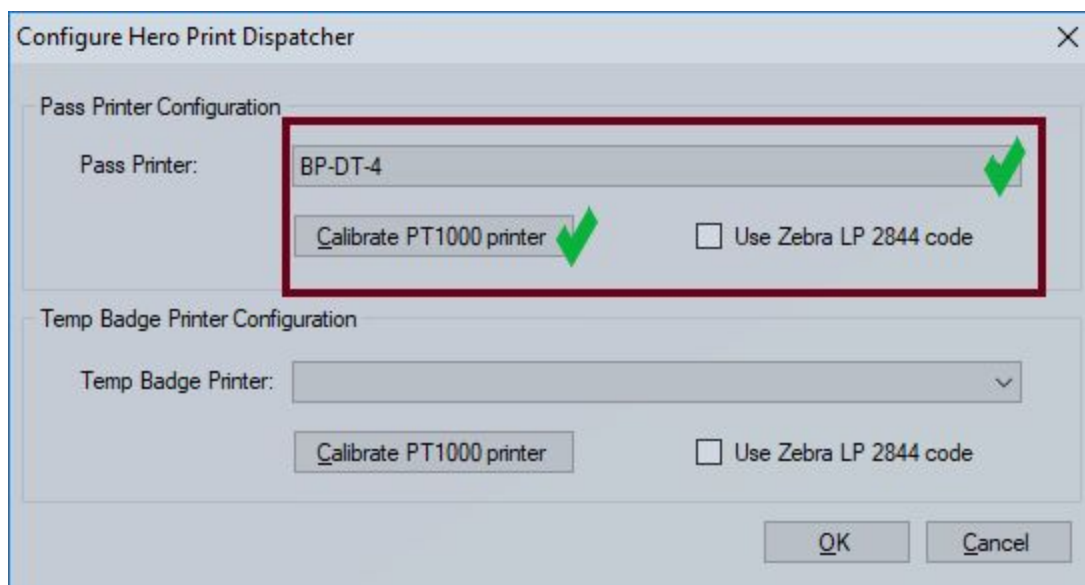 Configure Hero Print Dispatcher
Pass Printer Configuration
Pass Printer: BP-DT-4
Calibrate PT1000 printer Use Zebra LP 2844 code
Temp Badge Printer Configuration
Temp Badge Printer:
Calibrate PT1000 printer Use Zebra LP 2844 code
OK Cancel